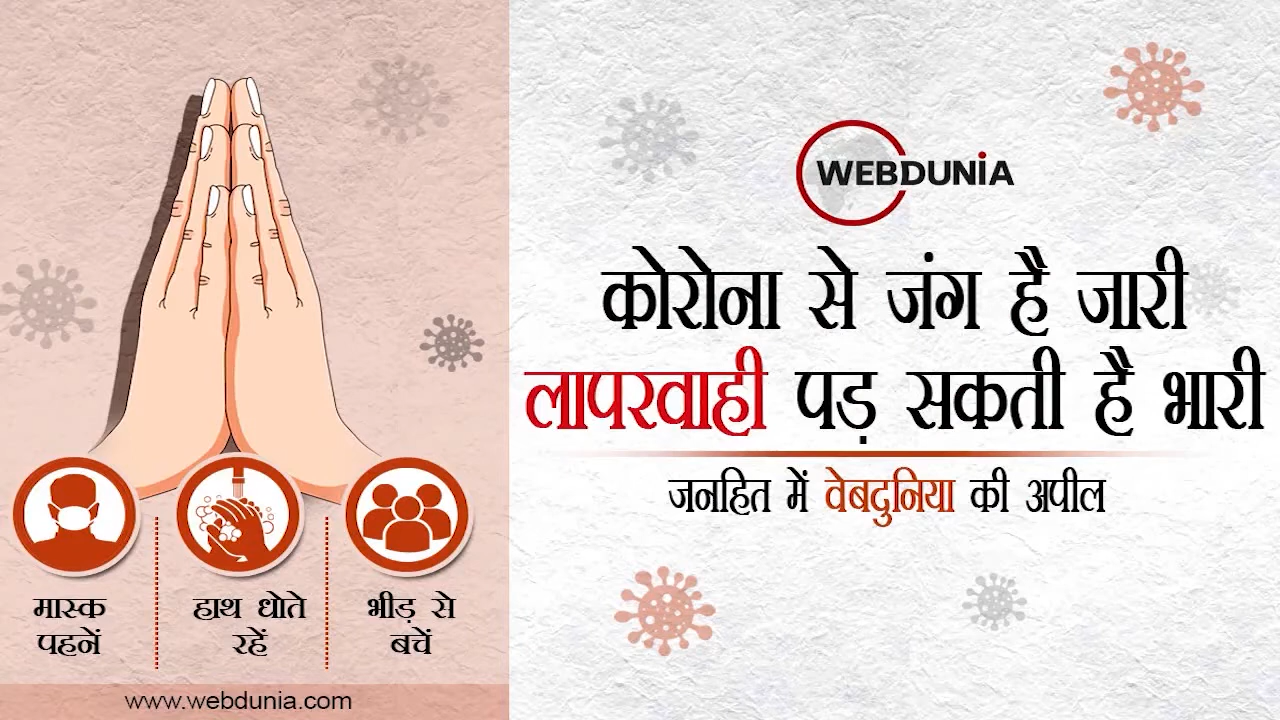 WEBDUNIA
कोरोना से जंग है जारी
लापरवाही पड़ सकती है भारी
जनहित में वेबदुनिया की अपील
मास्क
पहनें
हाथ धोते
रहें
भीड़ से
बचें
www.webdunia.com